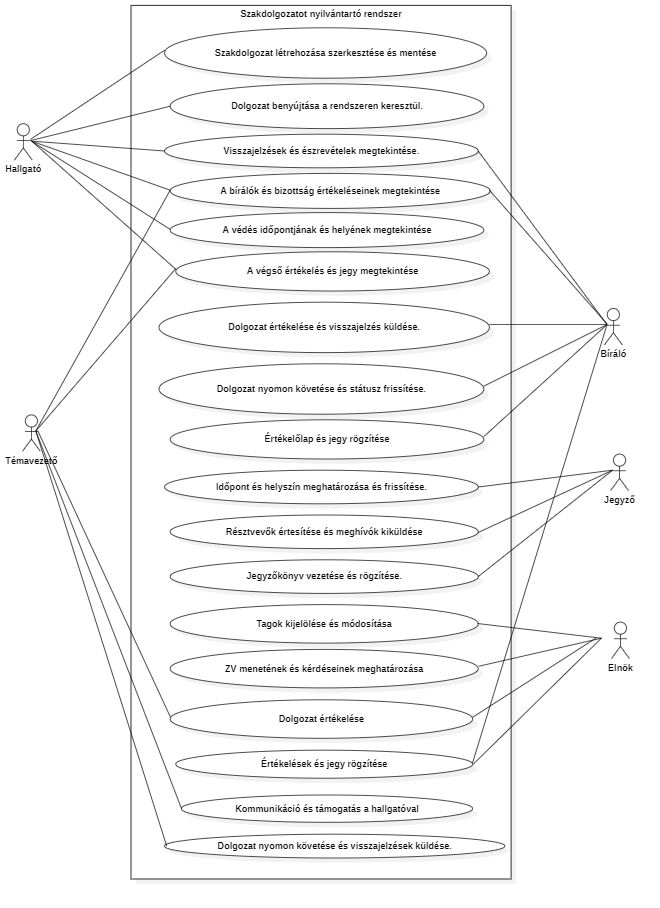 Szakdolgozatot nyilvántartó rendszer
Szakdolgozat létrehozása szerkesztése és mentése
Dolgozat benyújtása a rendszeren keresztül.
Visszajelzések és észrevételek megtekintése.
Hallgató
A bírálók és bizottság értékeléseinek megtekintése
A védés időpontjának és helyének megtekintése
A végső értékelés és jegy megtekintése
Dolgozat értékelése és visszajelzés küldése.
Bíráló
Dolgozat nyomon követése és státusz frissítése.
Értékelőlap és jegy rögzítése
Témavezető
Időpont és helyszín meghatározása és frissítése.
Jegyző
Résztvevők értesítése és meghívók kiküldése
Jegyzőkönyv vezetése és rögzítése.
Tagok kijelölése és módosítása
ZV menetének és kérdéseinek meghatározása
Elnök
Dolgozat értékelése
Értékelések és jegy rögzítése
Kommunikáció és támogatás a hallgatóval
Dolgozat nyomon követése és visszajelzések küldése.